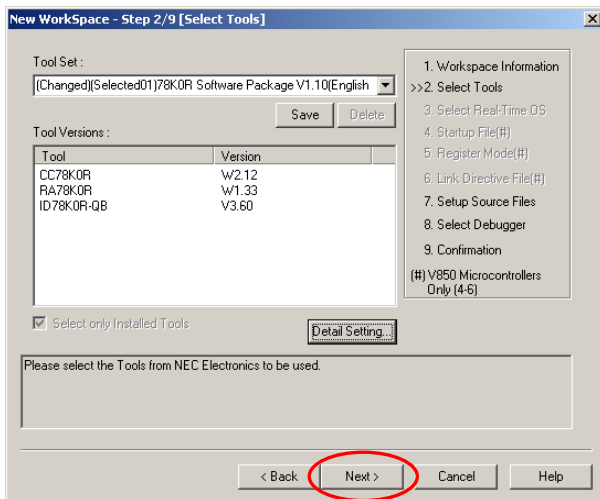 New WorkSpace - Step 2/9 [Select Tools]
Tool Set :
(Changed)(Selected01)78K0R Software Package V1.10(English
Save
Delete
Tool Versions :
Tool Version
CC78K0R W2.12
RA78K0R W1.33
ID78K0R-QB V3.60
Select only Installed Tools
Detail Setting...
1. Workspace Information
>>2. Select Tools
3. Select Real-Time OS
4. Startup File(#)
5. Register Mode(#)
6. Link Directive File(#)
7. Setup Source Files
8. Select Debugger
9. Confirmation
(#) V850 Microcontrollers
Only (4-6)
Please select the Tools from NEC Electronics to be used.
< Back
Next >
Cancel
Help